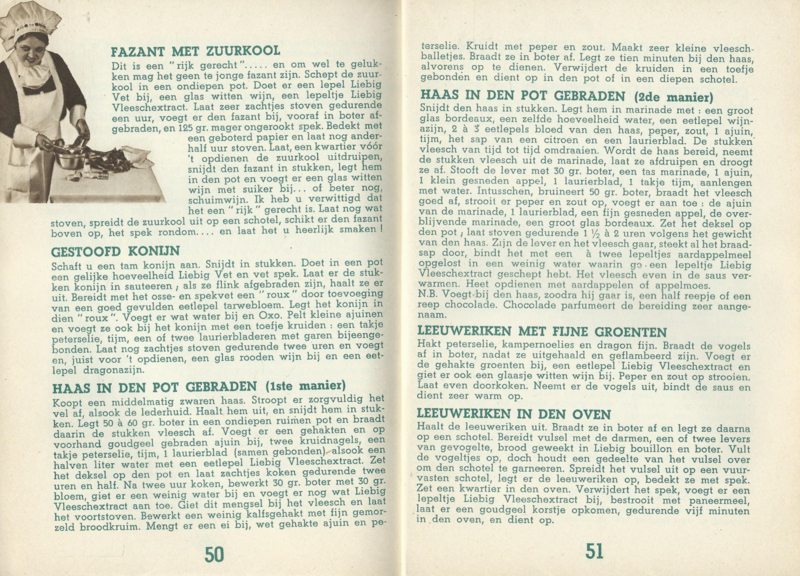 FAZANT MET ZUURKOOL
Dit is een "rijk gerecht"..... en om wel te geluk-
ken mag het geen te jonge fazant zijn. Schept de zuur-
kool in een ondiepen pot. Doet er een lepel Liebig
Vet bij, een glas witten wijn, een lepeltje Liebig
Vleeschextract. Laat zeer zachtjes stoven gedurende
een uur, voegt er den fazant bij, vooraf in boter af-
gebraden, en 125 gr. mager ongerookt spek. Bedekt met
een geboterd papier en laat nog ander-
half uur stoven. Laat, een kwartier vóór
't opdienen de zuurkool uitdruipen,
snijdt den fazant in stukken, legt hem
in den pot en voegt er een glas witten
wijn met suiker bij... of beter nog,
schuimwijn. Ik heb u verwittigd dat
het een "rijk" gerecht is. Laat nog wat
stoven, spreidt de zuurkool uit op een schotel, schikt er den fazant
boven op, het spek rondom.... en laat het u heerlijk smaken !
GESTOOFD KONIJN
Schaft u een tam konijn aan. Snijdt in stukken. Doet in een pot
een gelijke hoeveelheid Liebig Vet en vet spek. Laat er de stuk-
ken konijn in sauteeren ; als ze flink afgebraden zijn, haalt ze er
uit. Bereidt met het osse- en spekvet een "roux" door toevoeging
van een goed gevulden eetlepel tarwebloem. Legt het konijn in
dien "roux". Voegt er wat water bij en Oxo. Pelt kleine ajuinen
en voegt ze ook bij het konijn met een toefje kruiden : een takje
peterselie, tijm, een of twee laurierbladeren met garen bijeenge-
bonden. Laat nog zachtjes stoven gedurende twee uren en voegt
er, juist voor 't opdienen, een glas rooden wijn bij en een eet-
lepel dragonazijn.
HAAS IN DEN POT GEBRADEN (1ste manier)
Koopt een middelmatig zwaren haas. Stroopt er zorgvuldig het
vel af, alsook de lederhuid. Haalt hem uit, en snijdt hem in stuk-
ken. Legt 50 à 60 gr. boter in een ondiepen ruimen pot en braadt
daarin de stukken vleesch af. Voegt er een gehakten en op
voorhand goudgeel gebraden ajuin bij, twee kruidnagels, een
takje peterselie, tijm, 1 laurierblad (samen gebonden) alsook een
halven liter water met een eetlepel Liebig Vleeschextract. Zet
het deksel op den pot en laat zachtjes koken gedurende twee
uren en half. Na twee uur koken, bewerkt 30 gr. boter met 30 gr.
bloem, giet er een weinig water bij en voegt er nog wat Liebig
Vleeschextract aan toe. Giet dit mengsel bij het vleesch en laat
het voortstoven. Bewerkt een weinig kalfsgehakt met fijn gemor-
zeld broodkruim. Mengt er een ei bij, wet gehakte ajuin en pe-
50
terselie. Kruidt met peper en zout. Maakt zeer kleine vleesch-
balletjes. Braadt ze in boter af. Legt ze tien minuten bij den haas,
alvorens op te dienen. Verwijdert de kruiden in een toefje
gebonden en dient op in den pot of in een diepen schotel.
HAAS IN DEN POT GEBRADEN (2de manier)
Snijdt den haas in stukken. Legt hem in marinade met : een groot
glas bordeaux, een zelfde hoeveelheid water, een eetlepel wijn-
azijn, 2 à 3 eetlepels bloed van den haas, peper, zout, 1 ajuin,
tijm, het sap van een citroen en een laurierblad. De stukken
vleesch van tijd tot tijd omdraaien. Wordt de haas bereid, neemt
de stukken vleesch uit de marinade, laat ze afdruipen en droogt
ze af. Stooft de lever met 30 gr. boter, een tas marinade, 1 ajuin,
1 klein gesneden appel, 1 laurierblad, 1 takje tijm, aanlengen
met water. Intusschen, bruineert 50 gr. boter, braadt het vleesch
goed af, strooit er peper en zout op, voegt er aan toe : de ajuin
van de marinade, 1 laurierblad, een fijn gesneden appel, de over-
blijvende marinade, een groot glas bordeaux. Zet het deksel op
den pot ; laat stoven gedurende 1 ½ à 2 uren volgens het gewicht
van den haas. Zijn de lever en het vleesch gaar, steekt al het braad-
sap door, bindt het met een à twee lepeltjes aardappelmeel
opgelost in een weinig water waarin ge een lepeltje Liebig
Vleeschextract geschept hebt. Het vleesch even in de saus ver-
warmen. Heet opdienen met aardappelen of appelmoes.
N.B. Voegt bij den haas, zoodra hij gaar is, een half reepje of een
reep chocolade. Chocolade parfumeert de bereiding zeer aange-
naam.
LEEUWERIKEN MET FIJNE GROENTEN
Hakt peterselie, kampernoelies en dragon fijn. Braadt de vogels
af in boter, nadat ze uitgehaald en geflambeerd zijn. Voegt er
de gehakte groenten bij, een eetlepel Liebig Vleeschextract en
giet er ook een glaasje witten wijn bij. Peper en zout op strooien.
Laat even doorkoken. Neemt er de vogels uit, bindt de saus en
dient zeer warm op.
LEEUWERIKEN IN DEN OVEN
Haalt de leeuweriken uit. Braadt ze in boter af en legt ze daarna
op een schotel. Bereidt vulsel met de darmen, een of twee levers
van gevogelte, brood geweekt in Liebig bouillon en boter. Vult
de vogeltjes op, doch houdt een gedeelte van het vulsel over
om den schotel te garneeren. Spreidt het vulsel uit op een vuur-
vasten schotel, legt er de leeuweriken op, bedekt ze met spek.
Zet een kwartier in den oven. Verwijdert het spek, voegt er een
lepeltje Liebig Vleeschextract bij, bestrooit met paneermeel,
laat er een goudgeel korstje opkomen, gedurende vijf minuten
in den oven, en dient op.
51